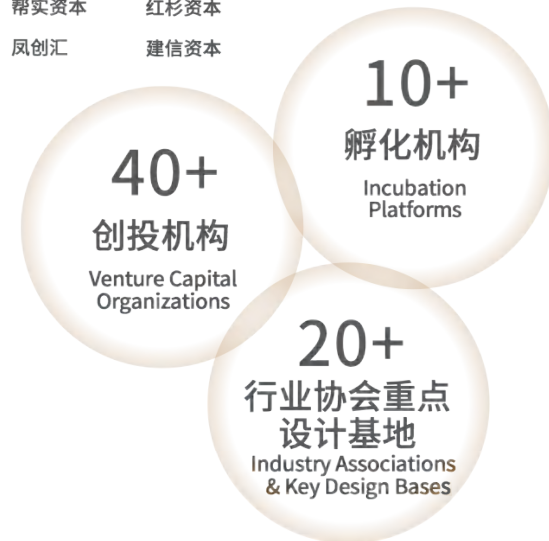 帮实资本 红杉资本
凤创汇 建信资本
10+
孵化机构
Incubation
Platforms
40+
创投机构
Venture Capital
Organizations
20+
行业协会重点
设计基地
Industry Associations
& Key Design Bases